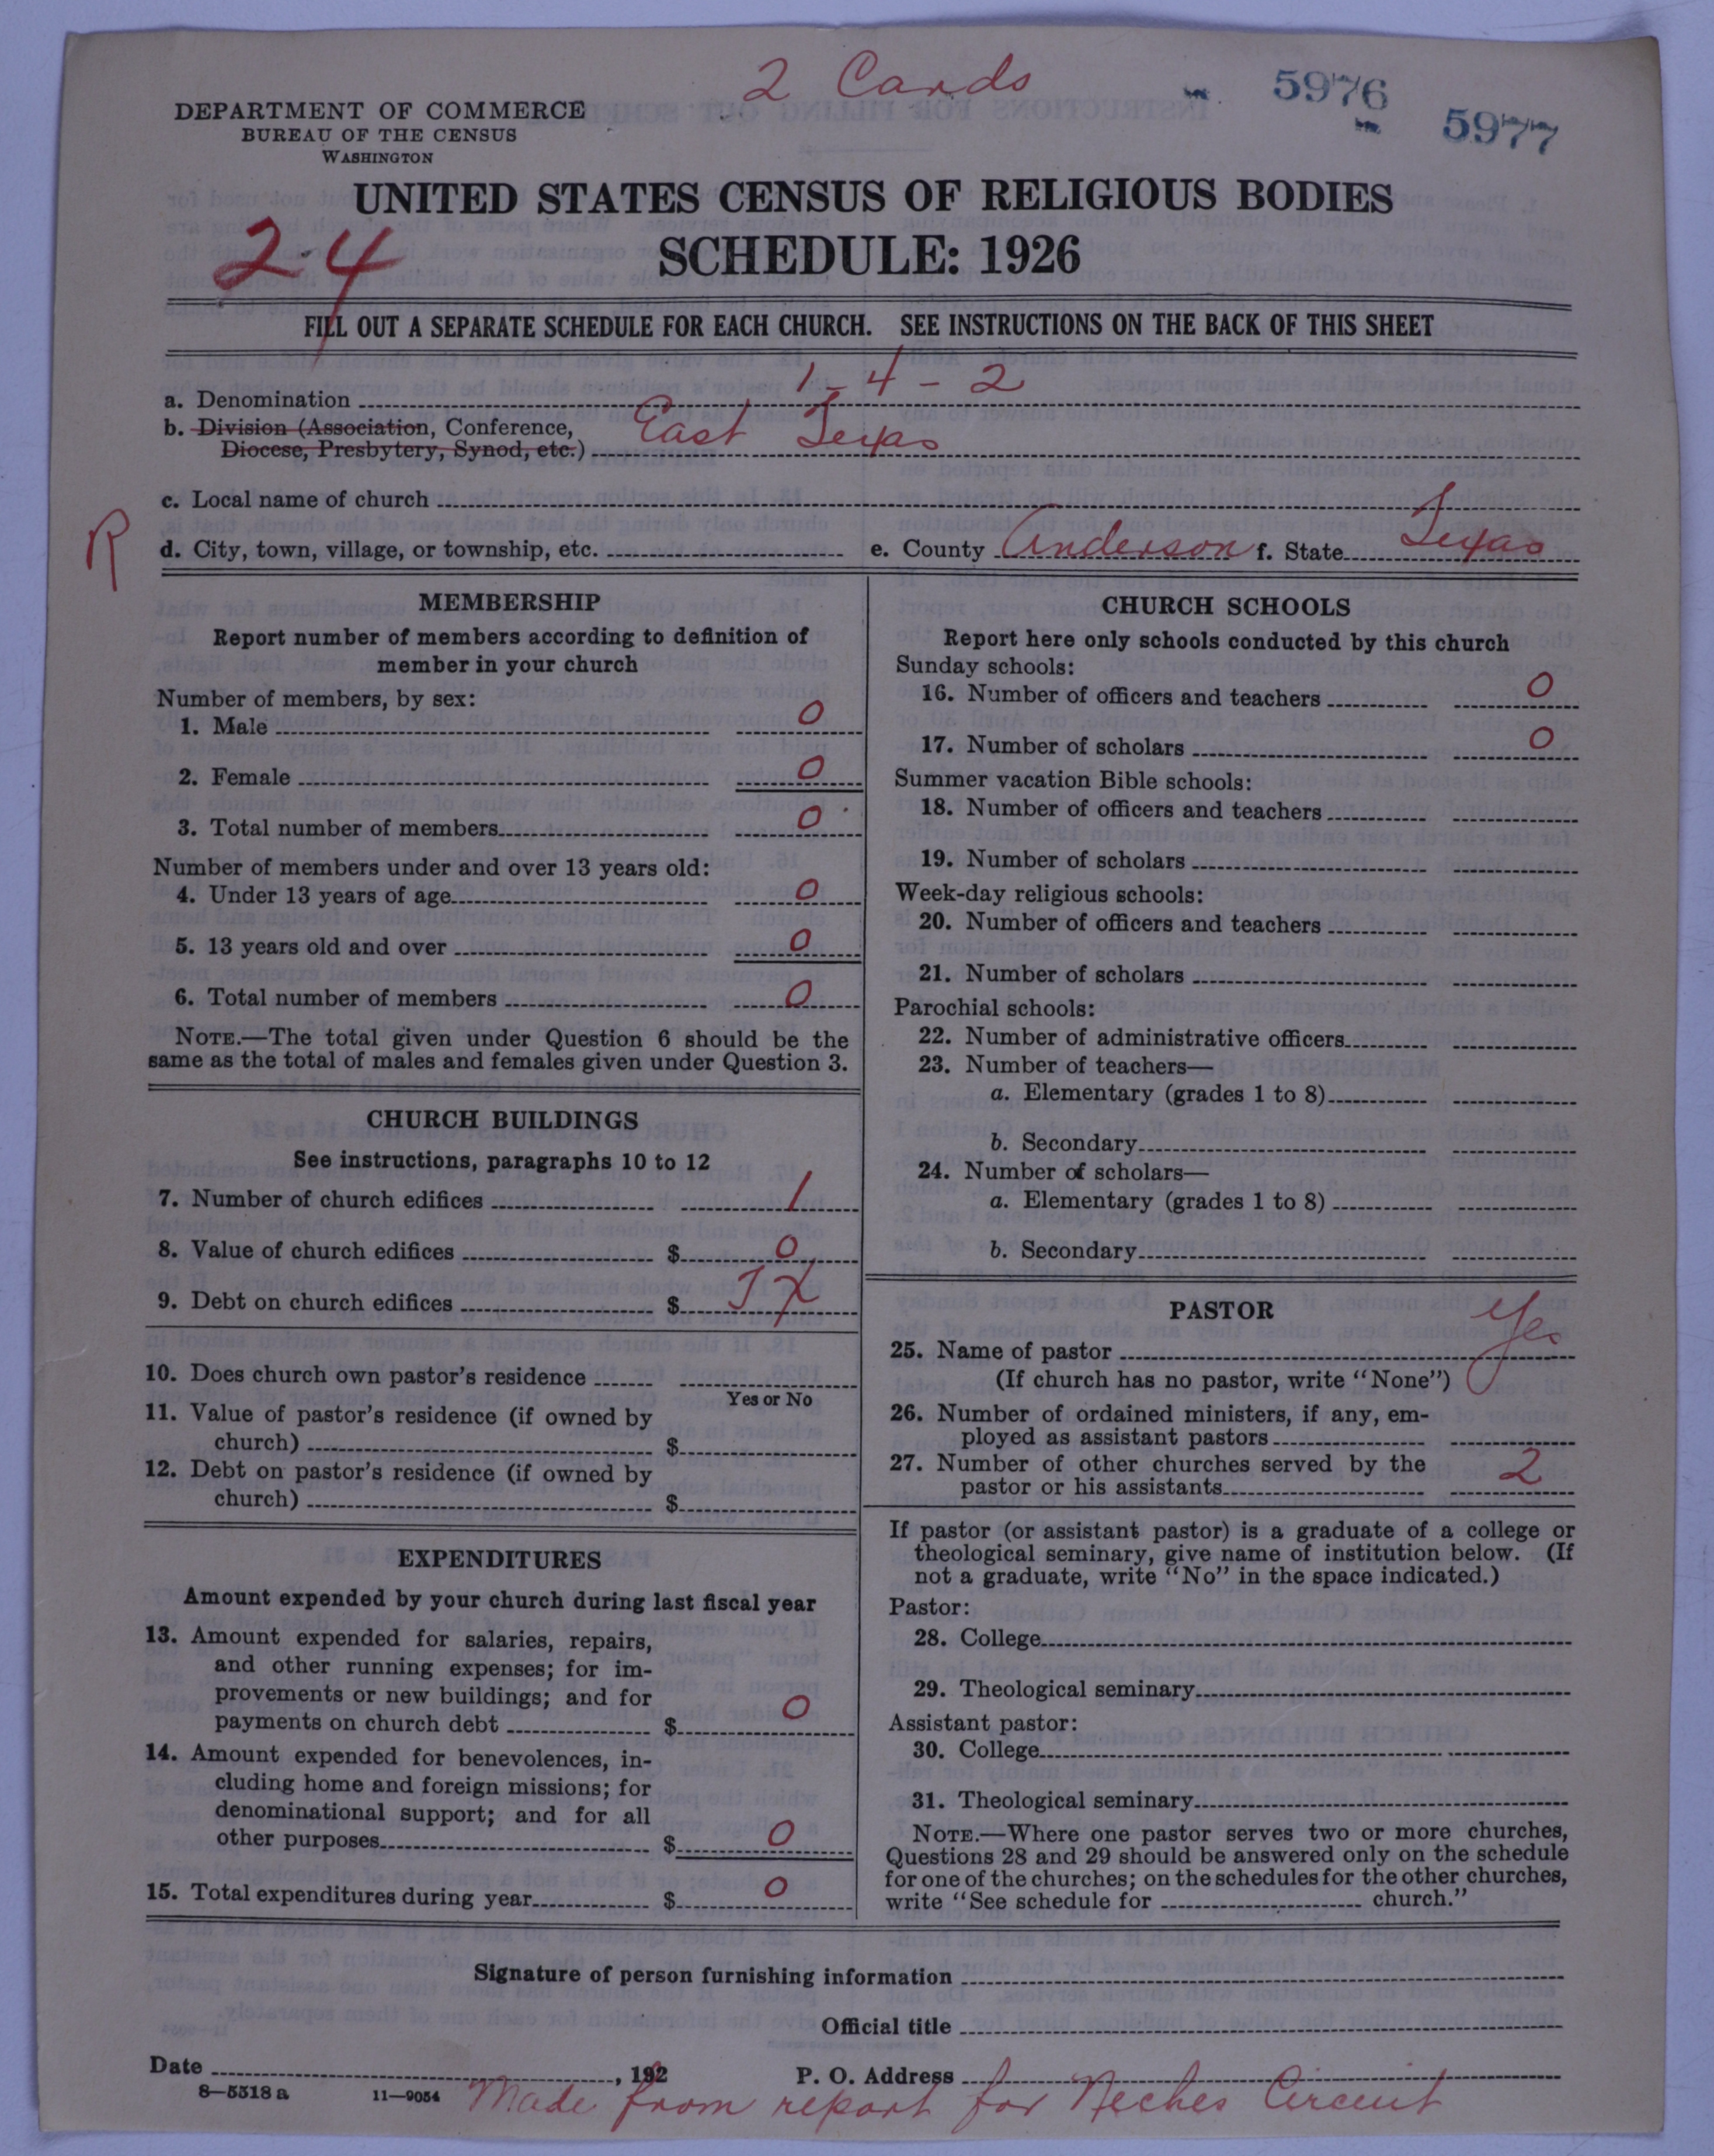 2 Cards
5976
5977
DEPARTMENT OF COMMERCE
BUREAU OF THE CENSUS
WASHINGTON
UNITED STATES CENSUS OF RELIGIOUS BODIES
SCHEDULE: 1926
24
FILL OUT A SEPARATE SCHEDULE FOR EACH CHURCH. SEE INSTRUCTIONS ON THE BACK OF THIS SHEET
a. Denomination 1-4-2
b. Division (Association, Conference, East Texas
Diocese, Presbytery, Synod, etc.)
c. Local name of church
R
d. City, town, village, or township, etc. e. County Anderson f. State Texas
MEMBERSHIP
Report number of members according to definition of
member in your church
Number of members, by sex:
1. Male 0
2. Female 0
3. Total number of members 0
Number of members under and over 13 years old:
4. Under 13 years of age 0
5. 13 years old and over 0
6. Total number of members 0
NOTE.—The total given under Question 6 should be the
same as the total of males and females given under Question 3.
CHURCH BUILDINGS
See instructions, paragraphs 10 to 12
7. Number of church edifices 1
8. Value of church edifices $ 0
9. Debt on church edifices $
10. Does church own pastor's residence
Yes or No
11. Value of pastor's residence (if owned by
church) $
12. Debt on pastor's residence (if owned by
church) $
EXPENDITURES
Amount expended by your church during last fiscal year
13. Amount expended for salaries, repairs,
and other running expenses; for im-
provements or new buildings; and for
payments on church debt $ 0
14. Amount expended for benevolences, in-
cluding home and foreign missions; for
denominational support; and for all
other purposes $ 0
15. Total expenditures during year $ 0
CHURCH SCHOOLS
Report here only schools conducted by this church
Sunday schools:
16. Number of officers and teachers 0
17. Number of scholars 0
Summer vacation Bible schools:
18. Number of officers and teachers
19. Number of scholars
Week-day religious schools:
20. Number of officers and teachers
21. Number of scholars
Parochial schools:
22. Number of administrative officers
23. Number of teachers—
a. Elementary (grades 1 to 8)
b. Secondary
24. Number of scholars—
a. Elementary (grades 1 to 8)
b. Secondary
PASTOR
25. Name of pastor Yes
(If church has no pastor, write "None")
26. Number of ordained ministers, if any, em-
ployed as assistant pastors
27. Number of other churches served by the
pastor or his assistants 2
If pastor (or assistant pastor) is a graduate of a college or
theological seminary, give name of institution below. (If
not a graduate, write "No" in the space indicated.)
Pastor:
28. College
29. Theological seminary
Assistant pastor:
30. College
31. Theological seminary
NOTE.—Where one pastor serves two or more churches,
Questions 28 and 29 should be answered only on the schedule
for one of the churches; on the schedules for the other churches,
write "See schedule for church."
Signature of person furnishing information
Official title
Date , 192 P. O. Address
8—5518 a 11—9054 Made from report for Neches Circuit